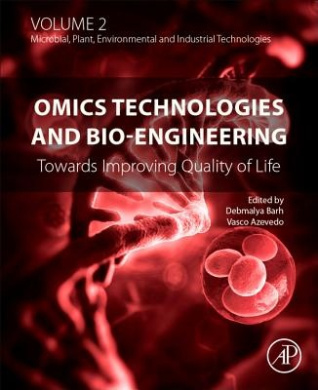 VOLUME 2
Microbial, Plant, Environmental and Industrial Technologies
OMICS TECHNOLOGIES
AND BIO-ENGINEERING
Towards Improving Quality of Life
Edited by
Debmalya Barh
Vasco Azevedo
AP